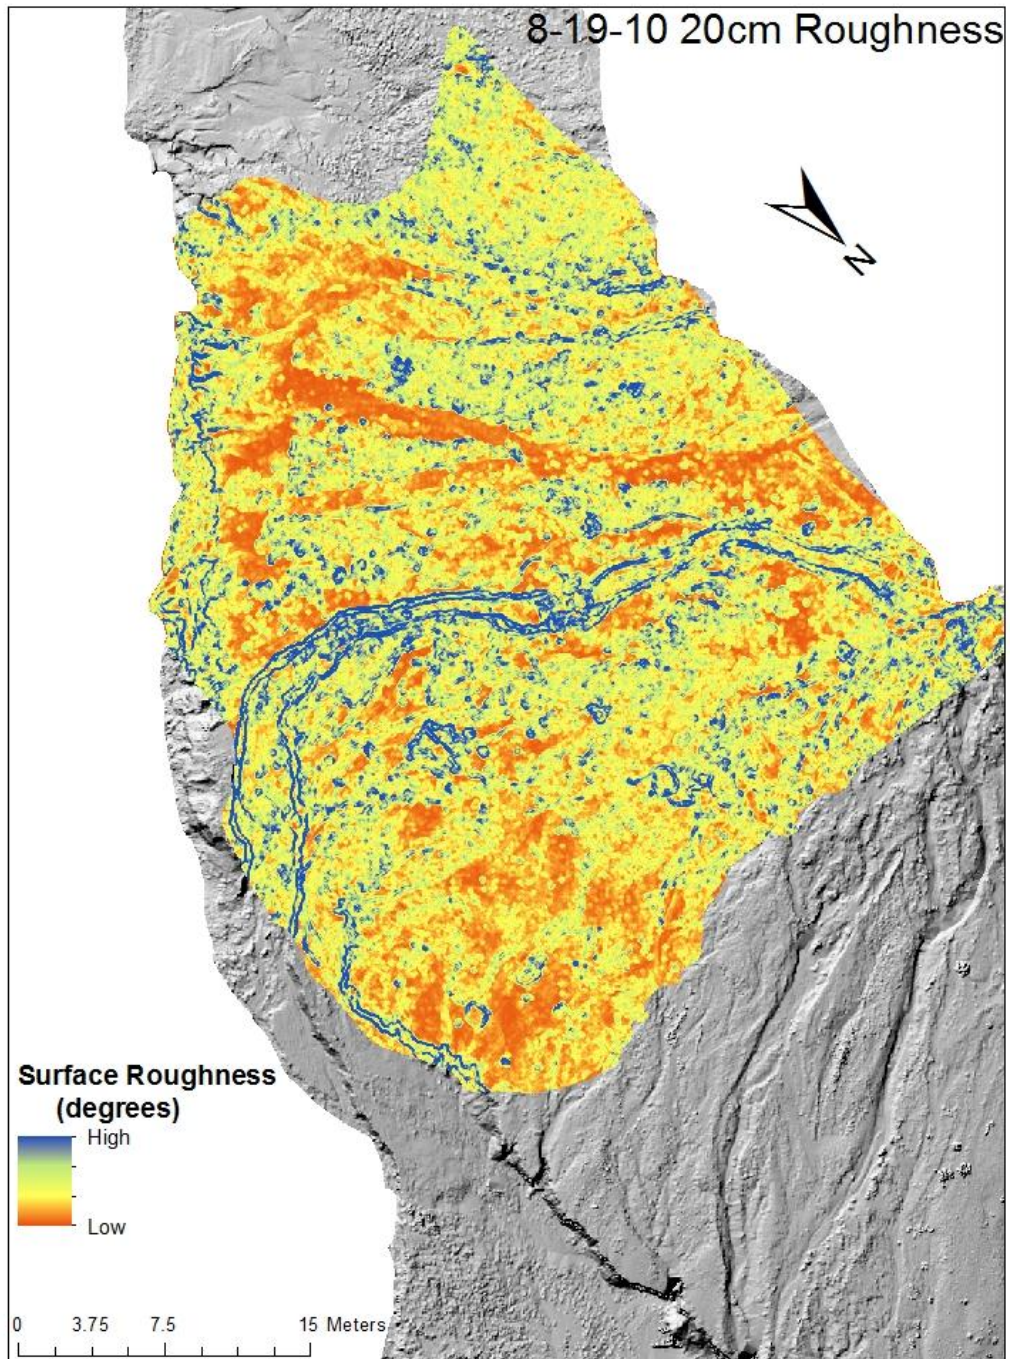 8-19-10 20cm Roughness
N
Surface Roughness
(degrees)
High
Low
0 3.75 7.5 15 Meters